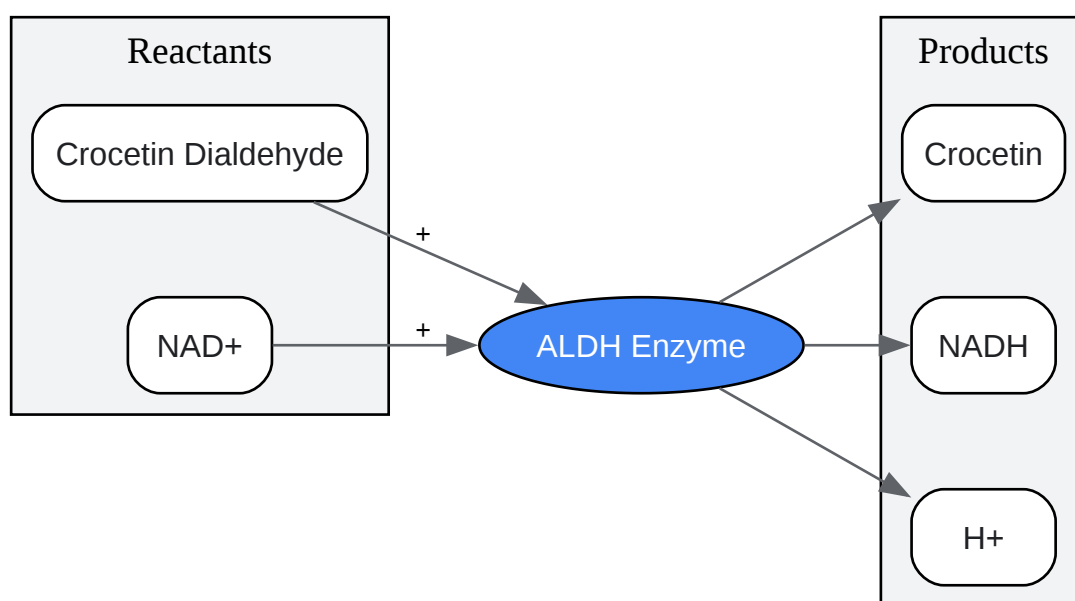 Reactants
Products
Crocetin Dialdehyde
Crocetin
+
NAD+
+
ALDH Enzyme
NADH
H+